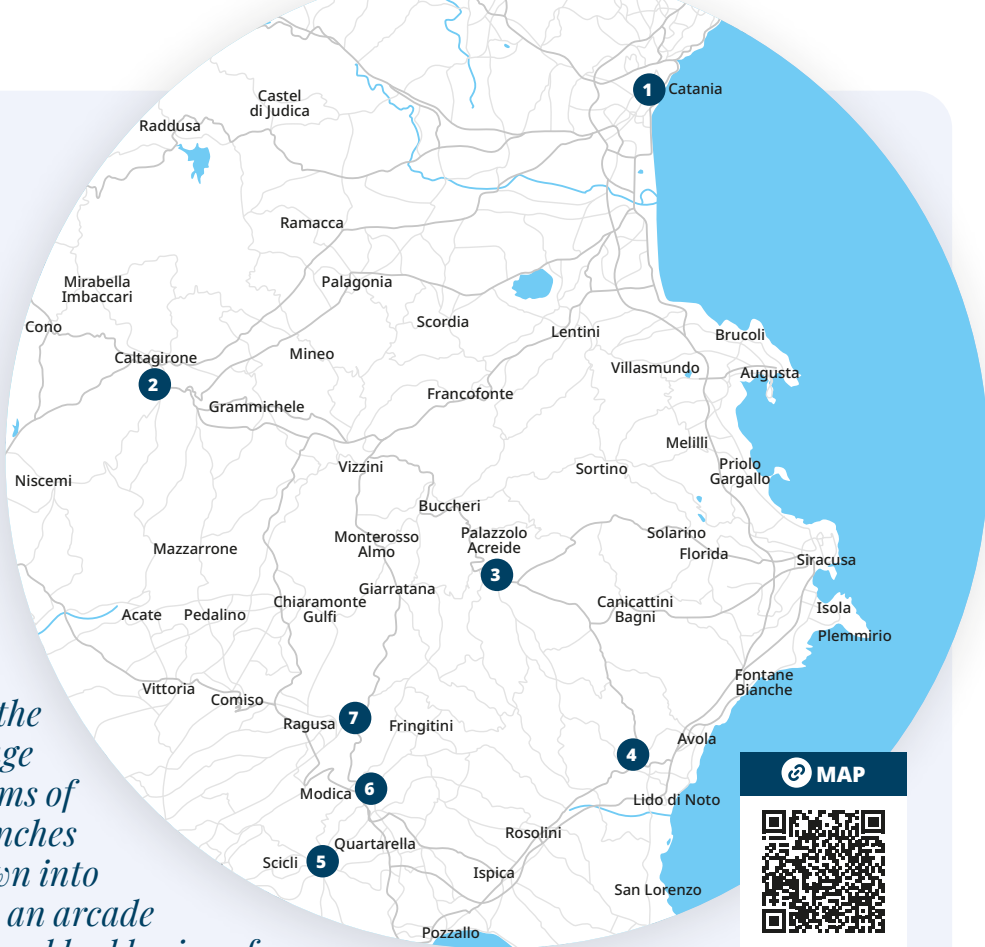 1 Catania
Castel
di Judica
Raddusa
Ramacca
Mirabella
Imbaccari
Palagonia
Cono
Scordia
Lentini
Brucoli
Caltagirone
Mineo
Villasmundo
Augusta
2
Grammichele
Francofonte
Melilli
Vizzini
Sortino
Priolo
Gargallo
Niscemi
Buccheri
Monterosso
Almo
Palazzolo
Acreide
Solarino
Mazzarrone
Florida
Siracusa
3
Giarratana
Chiaramonte
Gulfi
Canicattini
Bagni
Isola
Acate
Pedalino
Plemmirio
Fontane
Bianche
Vittoria
Comiso
Ragusa 7
Fringitini
Avola
4
the
ms of
nches
wn into
an arcade
MAP
Modica 6
Lido di Noto
Rosolini
Quartarella
Scicli 5
Ispica
San Lorenzo
Pozzallo